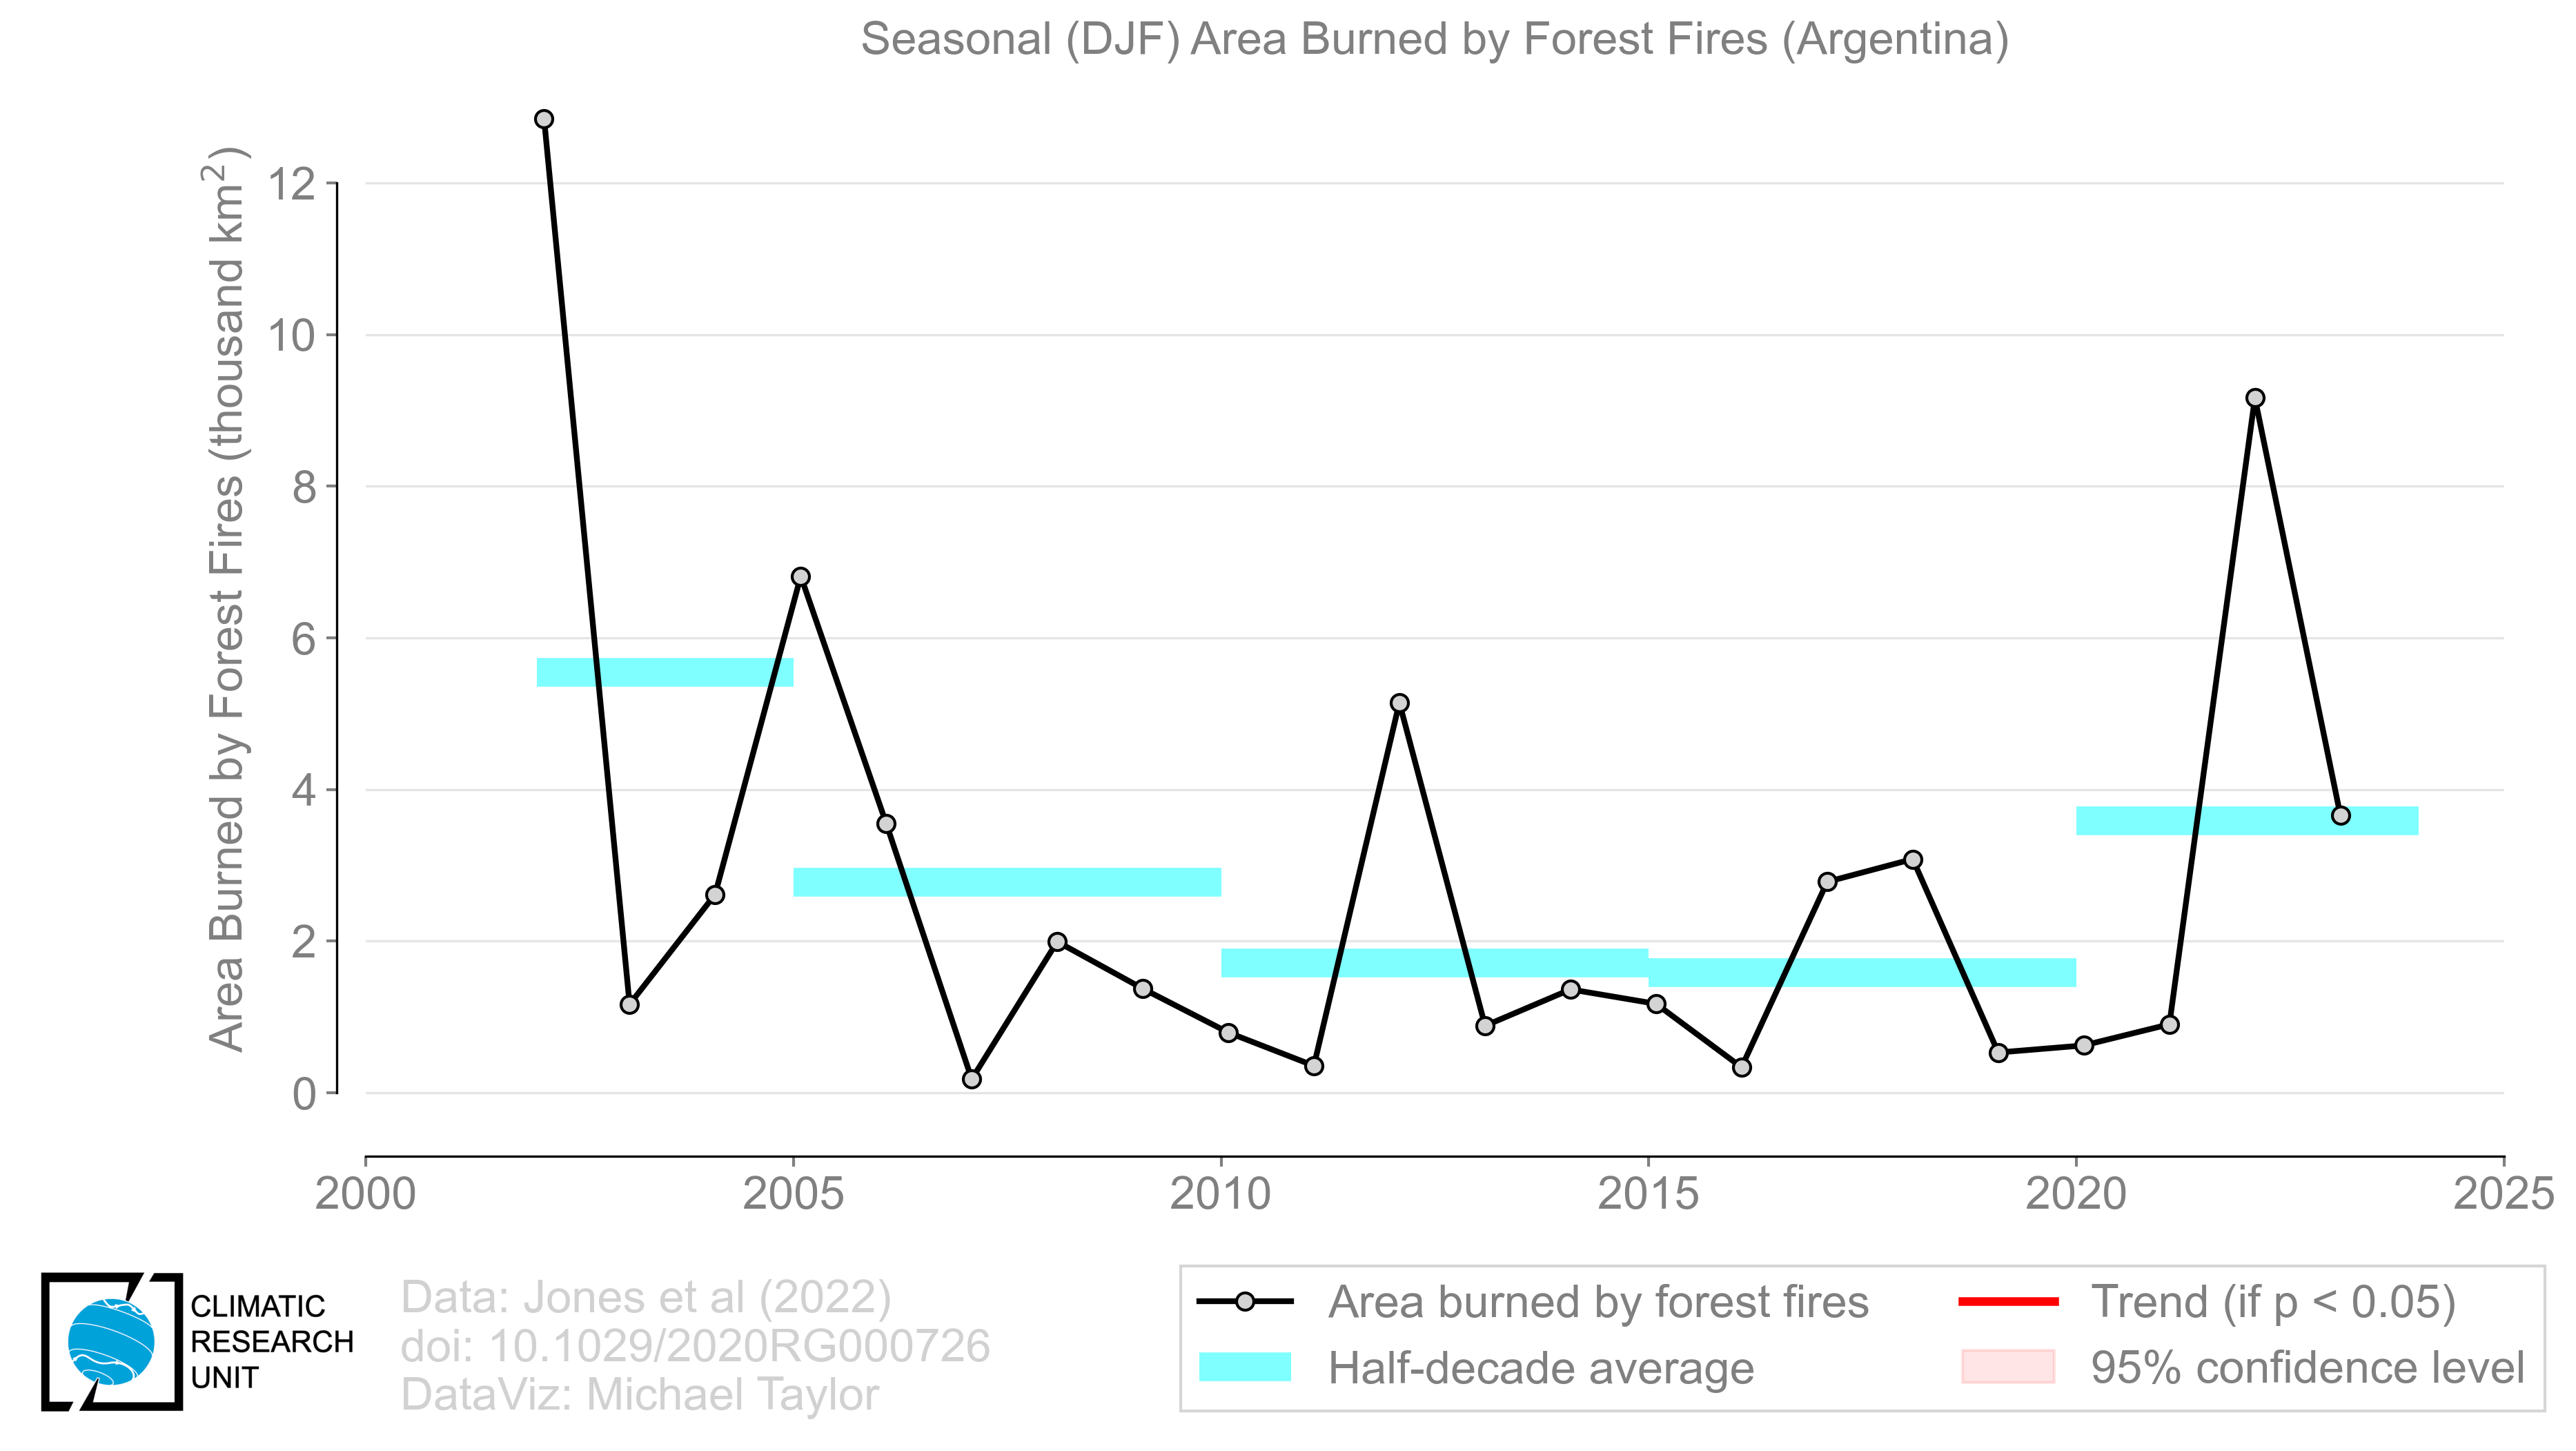 Seasonal (DJF) Area Burned by Forest Fires (Argentina)
Area Burned by Forest Fires (thousand km²)
12
10
8
6
4
2
0
2000 2005 2010 2015 2020 2025
CLIMATIC
RESEARCH
UNIT
Data: Jones et al (2022)
doi: 10.1029/2020RG000726
DataViz: Michael Taylor
Area burned by forest fires
Half-decade average
Trend (if p < 0.05)
95% confidence level